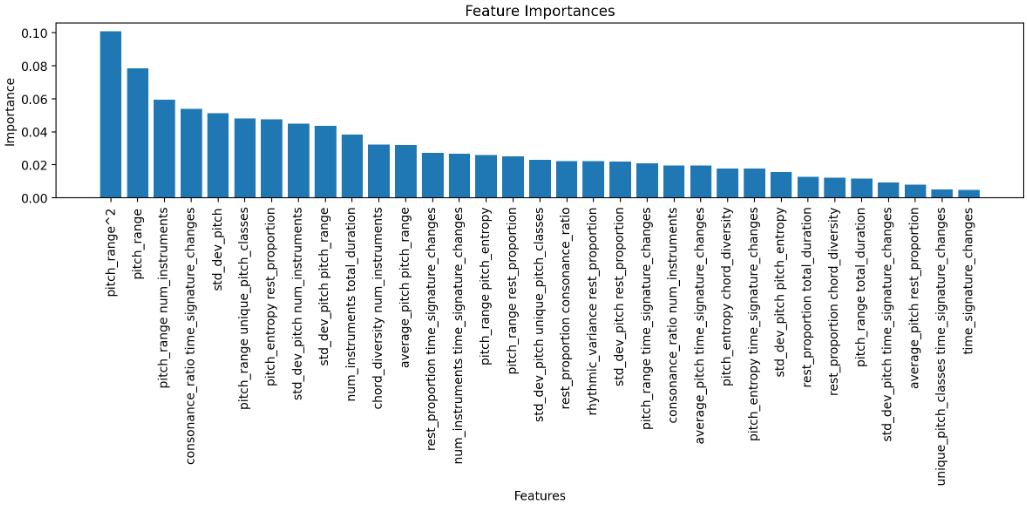 Feature Importances
Importance
0.10
0.08
0.06
0.04
0.02
0.00
pitch_range^2
pitch_range
pitch_range num_instruments
consonance_ratio time_signature_changes
std_dev_pitch
pitch_range unique_pitch_classes
pitch_entropy rest_proportion
std_dev_pitch num_instruments
std_dev_pitch pitch_range
num_instruments total_duration
chord_diversity num_instruments
average_pitch pitch_range
rest_proportion time_signature_changes
num_instruments time_signature_changes
pitch_range pitch_entropy
pitch_range rest_proportion
std_dev_pitch unique_pitch_classes
rest_proportion consonance_ratio
rhythmic_variance rest_proportion
std_dev_pitch rest_proportion
pitch_range time_signature_changes
consonance_ratio num_instruments
average_pitch time_signature_changes
pitch_entropy chord_diversity
pitch_entropy time_signature_changes
std_dev_pitch pitch_entropy
rest_proportion total_duration
rest_proportion chord_diversity
pitch_range total_duration
std_dev_pitch time_signature_changes
average_pitch rest_proportion
unique_pitch_classes time_signature_changes
time_signature_changes
Features